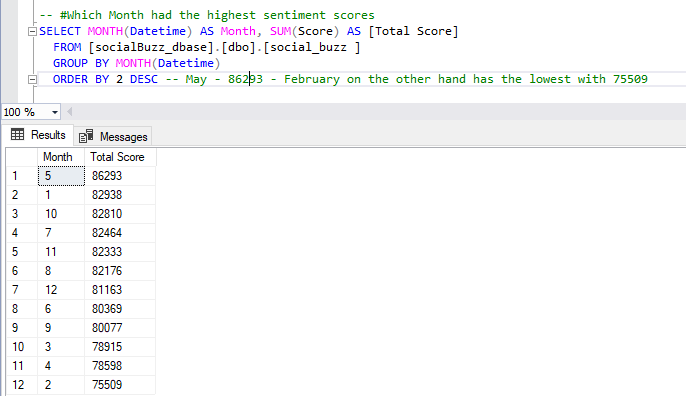 -- #Which Month had the highest sentiment scores
SELECT MONTH(Datetime) AS Month, SUM(Score) AS [Total Score]
FROM [socialBuzz_dbase].[dbo].[social_buzz ]
GROUP BY MONTH(Datetime)
ORDER BY 2 DESC -- May - 86293 - February on the other hand has the lowest with 75509
100 %
Results Messages
Month Total Score
1 5 86293
2 1 82938
3 10 82810
4 7 82464
5 11 82333
6 8 82176
7 12 81163
8 6 80369
9 9 80077
10 3 78915
11 4 78598
12 2 75509